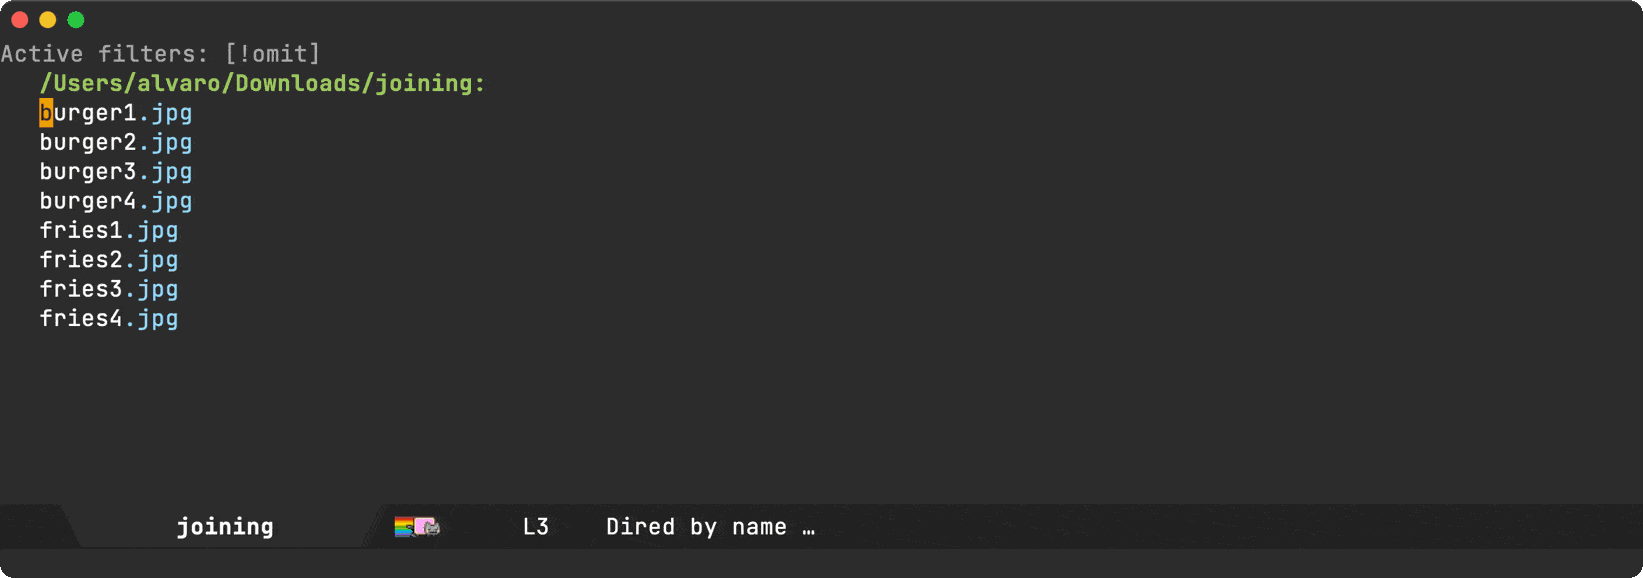 Active filters: [!omit]
/Users/alvaro/Downloads/joining:
burger1.jpg
burger2.jpg
burger3.jpg
burger4.jpg
fries1.jpg
fries2.jpg
fries3.jpg
fries4.jpg
joining L3 Dired by name …